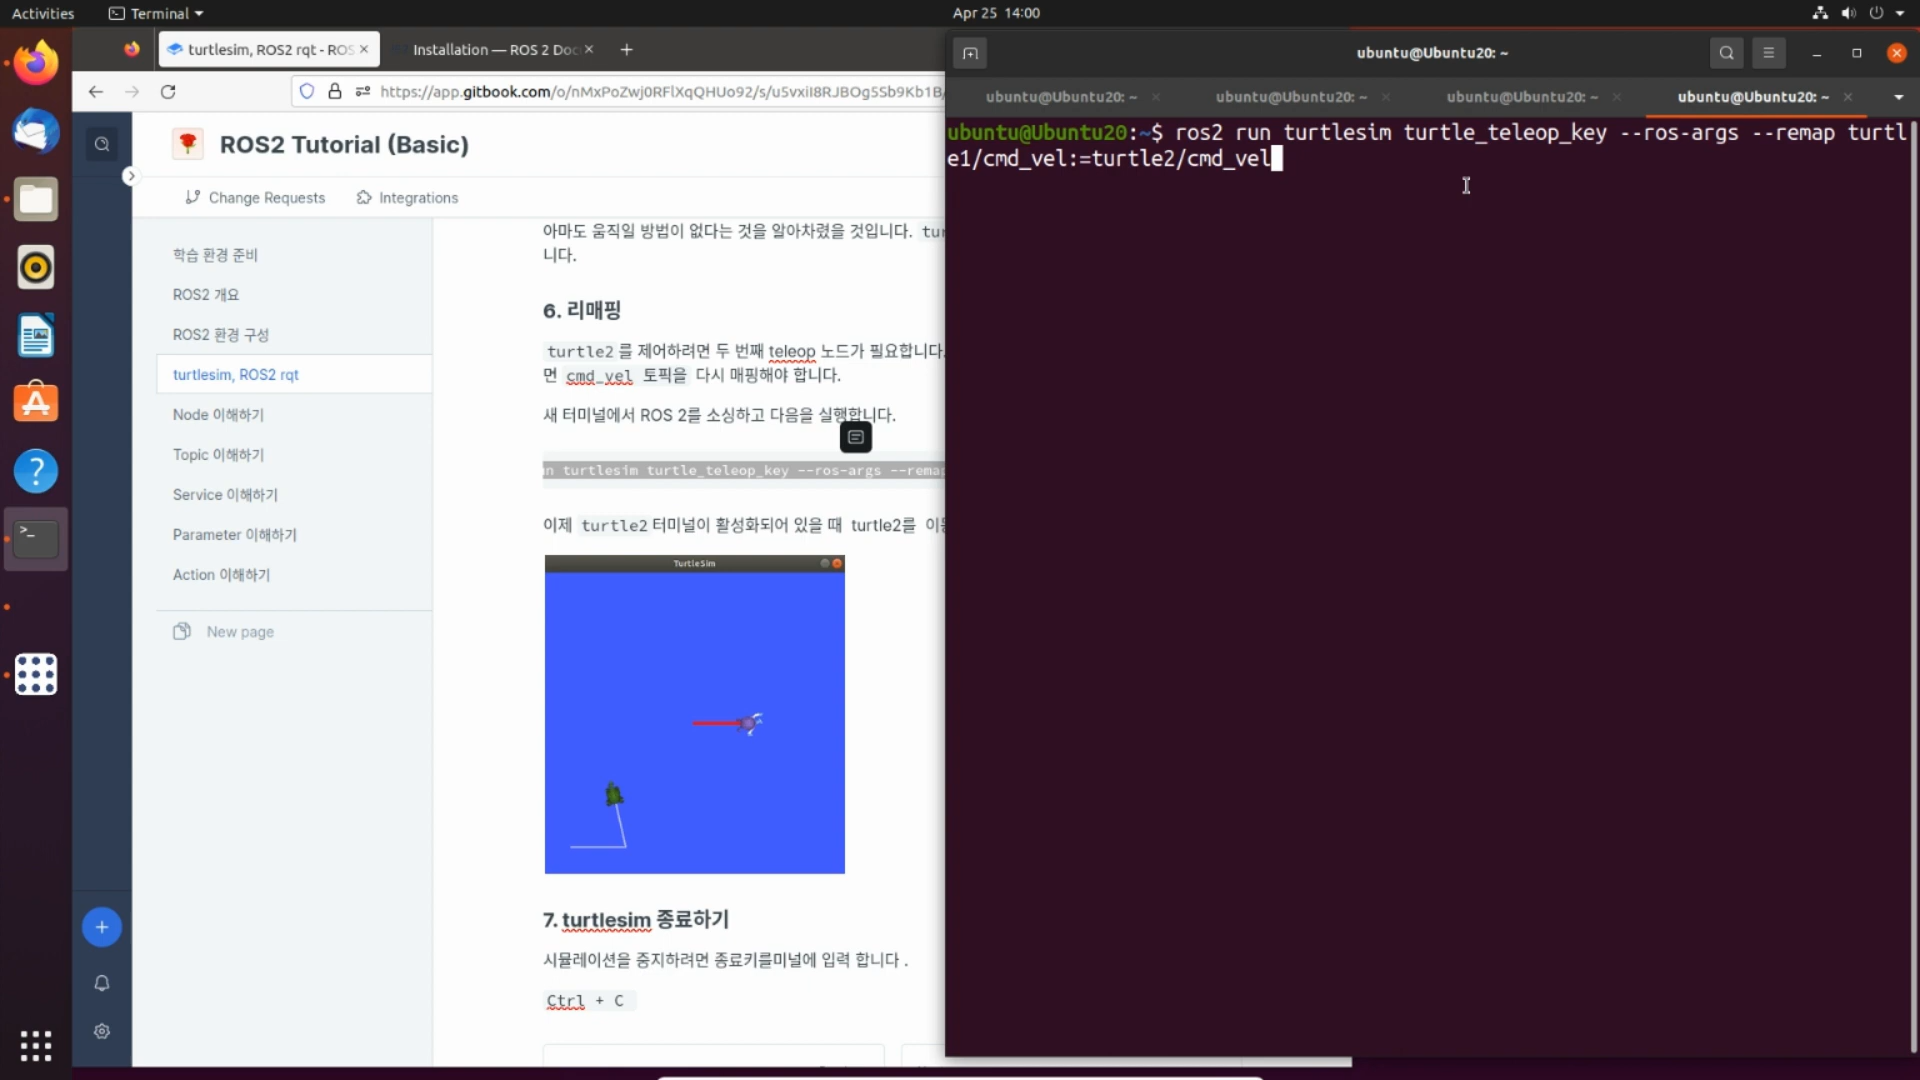 Activities
Terminal
Apr 25 14:00
turtlesim, ROS2 rqt - ROS
Installation — ROS 2 Doc
https://app.gitbook.com/o/nMxPoZwj0RFlXqQHUo92/s/u5vxiI8RJBOg5Sb9Kb1B/
ROS2 Tutorial (Basic)
Change Requests
Integrations
학습 환경 준비
ROS2 개요
ROS2 환경 구성
turtlesim, ROS2 rqt
Node 이해하기
Topic 이해하기
Service 이해하기
Parameter 이해하기
Action 이해하기
New page
아마도 움직일 방법이 없다는 것을 알아차렸을 것입니다. tur
니다.
6. 리매핑
turtle2 를 제어하려면 두 번째 teleop 노드가 필요합니다.
면 cmd_vel 토픽을 다시 매핑해야 합니다.
새 터미널에서 ROS 2를 소싱하고 다음을 실행합니다.
n turtlesim turtle_teleop_key --ros-args --remap
이제 turtle2 터미널이 활성화되어 있을 때 turtle2를 이동
TurtleSim
7. turtlesim 종료하기
시뮬레이션을 중지하려면 종료키를미널에 입력 합니다 .
Ctrl + C
ubuntu@Ubuntu20: ~
ubuntu@Ubuntu20: ~
ubuntu@Ubuntu20: ~
ubuntu@Ubuntu20: ~
ubuntu@Ubuntu20: ~
ubuntu@Ubuntu20:~$ ros2 run turtlesim turtle_teleop_key --ros-args --remap turtl
e1/cmd_vel:=turtle2/cmd_vel